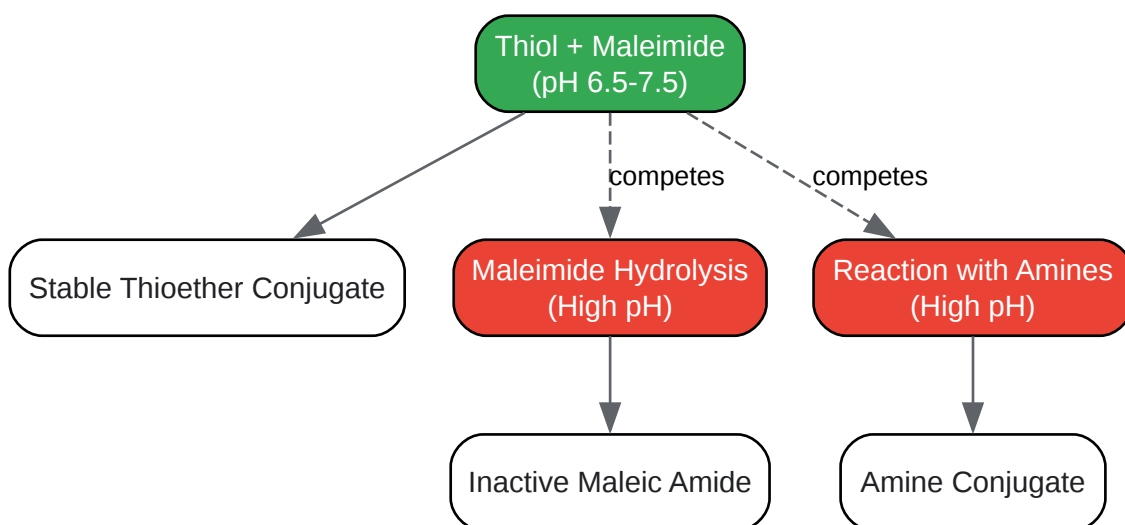 Thiol + Maleimide
(pH 6.5-7.5)
competes
competes
Stable Thioether Conjugate
Maleimide Hydrolysis
(High pH)
Reaction with Amines
(High pH)
Inactive Maleic Amide
Amine Conjugate